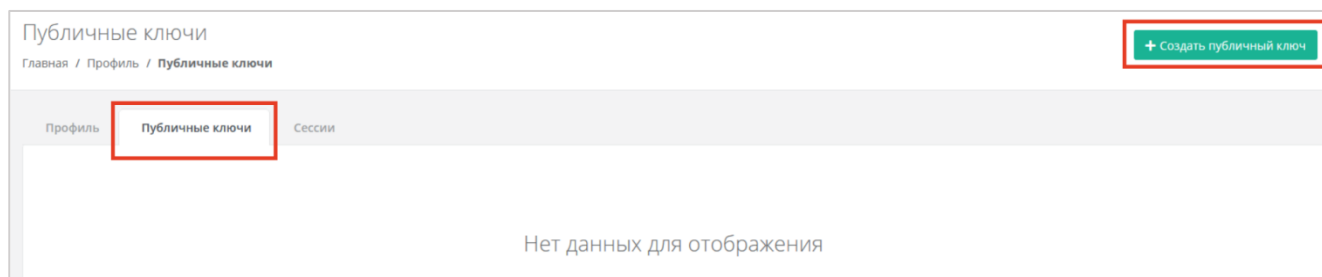 Публичные ключи
+ Создать публичный ключ
Главная / Профиль / Публичные ключи
Профиль Публичные ключи Сессии
Нет данных для отображения